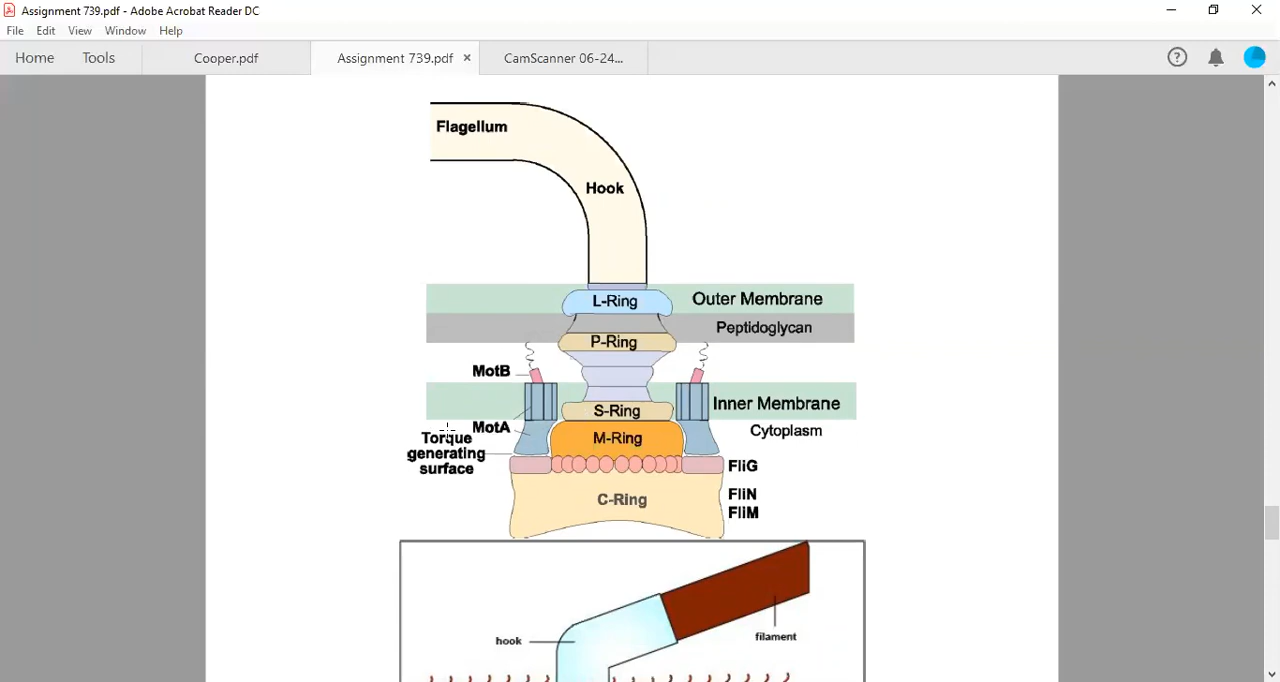 Assignment 739.pdf - Adobe Acrobat Reader DC
File Edit View Window Help
Home Tools Cooper.pdf Assignment 739.pdf × CamScanner 06-24...
Flagellum
Hook
L-Ring Outer Membrane
Peptidoglycan
P-Ring
MotB
Inner Membrane
S-Ring
MotA Cytoplasm
Torque
generating
surface
M-Ring
FliG
C-Ring
FliN
FliM
hook
filament